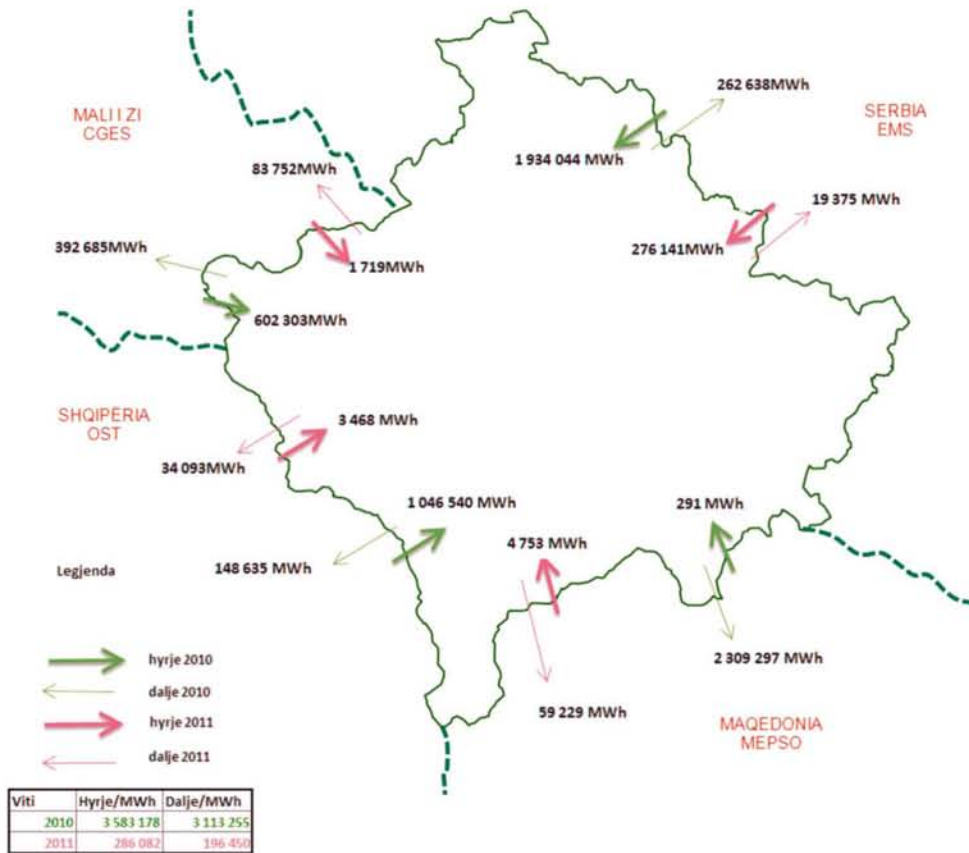 262 638MWh
MALI I ZI
CGES
SERBIA
EMS
1 934 044 MWh
83 752MWh
19 375 MWh
392 685MWh
276 141MWh
1 719MWh
602 303MWh
SHQIPËRIA
OST
3 468 MWh
34 093MWh
1 046 540 MWh
291 MWh
4 753 MWh
148 635 MWh
Legjenda
2 309 297 MWh
hyrje 2010
dalje 2010
59 229 MWh
hyrje 2011
MAQEDONIA
MEPSO
dalje 2011
Viti Hyrje/MWh Dalje/MWh
2010 3 583 178 3 113 255
2011 286 082 196 450